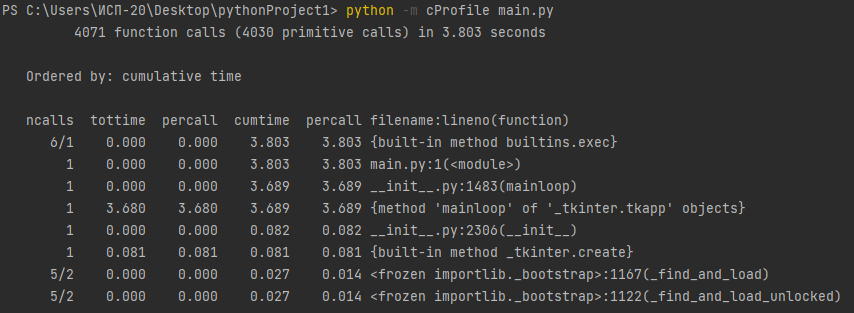 PS C:\Users\ИСП-20\Desktop\pythonProject1> python -m cProfile main.py
         4071 function calls (4030 primitive calls) in 3.803 seconds
   Ordered by: cumulative time
   ncalls  tottime  percall  cumtime  percall filename:lineno(function)
      6/1    0.000    0.000    3.803    3.803 {built-in method builtins.exec}
        1    0.000    0.000    3.803    3.803 main.py:1(<module>)
        1    0.000    0.000    3.689    3.689 __init__.py:1483(mainloop)
        1    3.680    3.680    3.689    3.689 {method 'mainloop' of '_tkinter.tkapp' objects}
        1    0.000    0.000    0.082    0.082 __init__.py:2306(__init__)
        1    0.081    0.081    0.081    0.081 {built-in method _tkinter.create}
      5/2    0.000    0.000    0.027    0.014 <frozen importlib._bootstrap>:1167(_find_and_load)
      5/2    0.000    0.000    0.027    0.014 <frozen importlib._bootstrap>:1122(_find_and_load_unlocked)